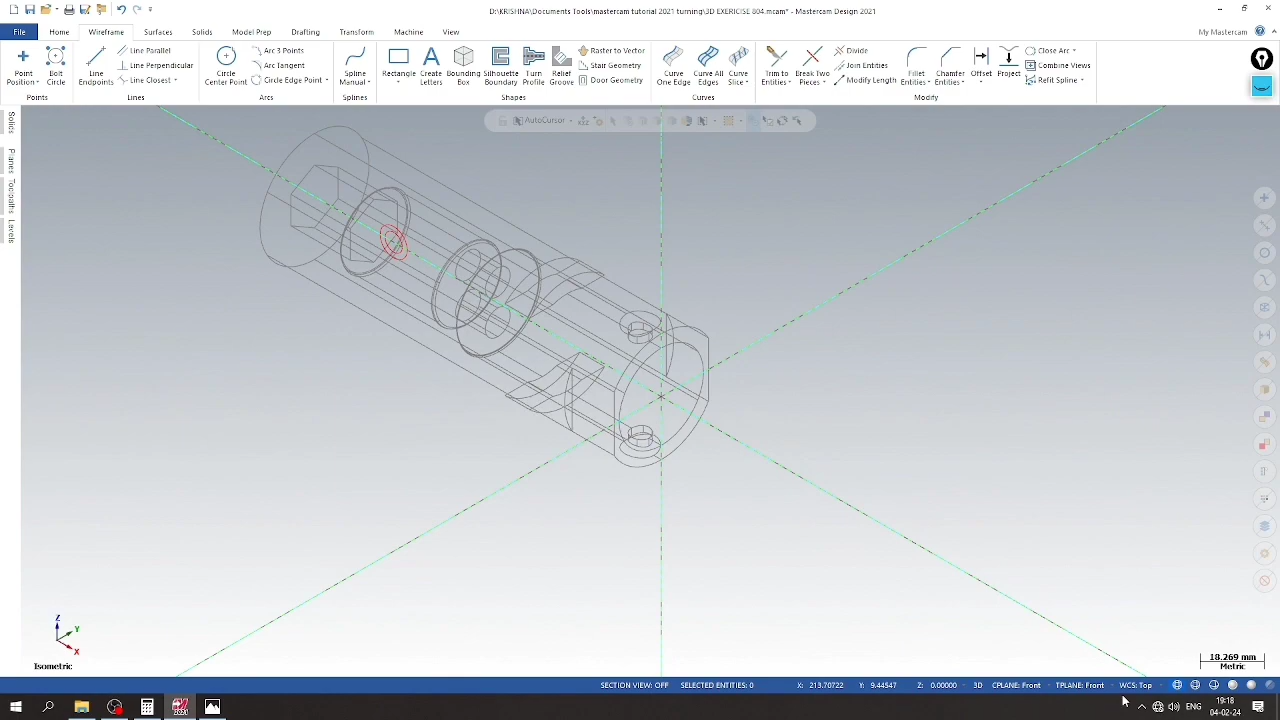 D:\KRISHNA\Documents Tools\mastercam tutorial 2021 turning\3D EXERICISE 804.mcam* - Mastercam Design 2021
File Home Wireframe Surfaces Solids Model Prep Drafting Transform Machine View My Mastercam
Point Position
Bolt Circle
Points
Line Endpoints
Line Parallel
Line Perpendicular
Line Closest
Lines
Circle Center Point
Arc 3 Points
Arc Tangent
Circle Edge Point
Arcs
Spline Manual
Splines
Rectangle
Create Letters
Bounding Box
Silhouette Boundary
Turn Profile
Relief Groove
Raster to Vector
Stair Geometry
Door Geometry
Shapes
Curve One Edge
Curve All Edges
Curve Slice
Curves
Trim to Entities
Break Two Pieces
Divide
Join Entities
Modify Length
Fillet Entities
Chamfer Entities
Offset
Project
Close Arc
Combine Views
Refit Spline
Modify
AutoCursor
Solids
Planes
Toolpaths
Levels
Z
Y
X
Isometric
18.269 mm
Metric
SECTION VIEW: OFF SELECTED ENTITIES: 0 X: 213.70722 Y: 9.44547 Z: 0.00000 3D CPLANE: Front TPLANE: Front WCS: Top
19:18
04-02-24